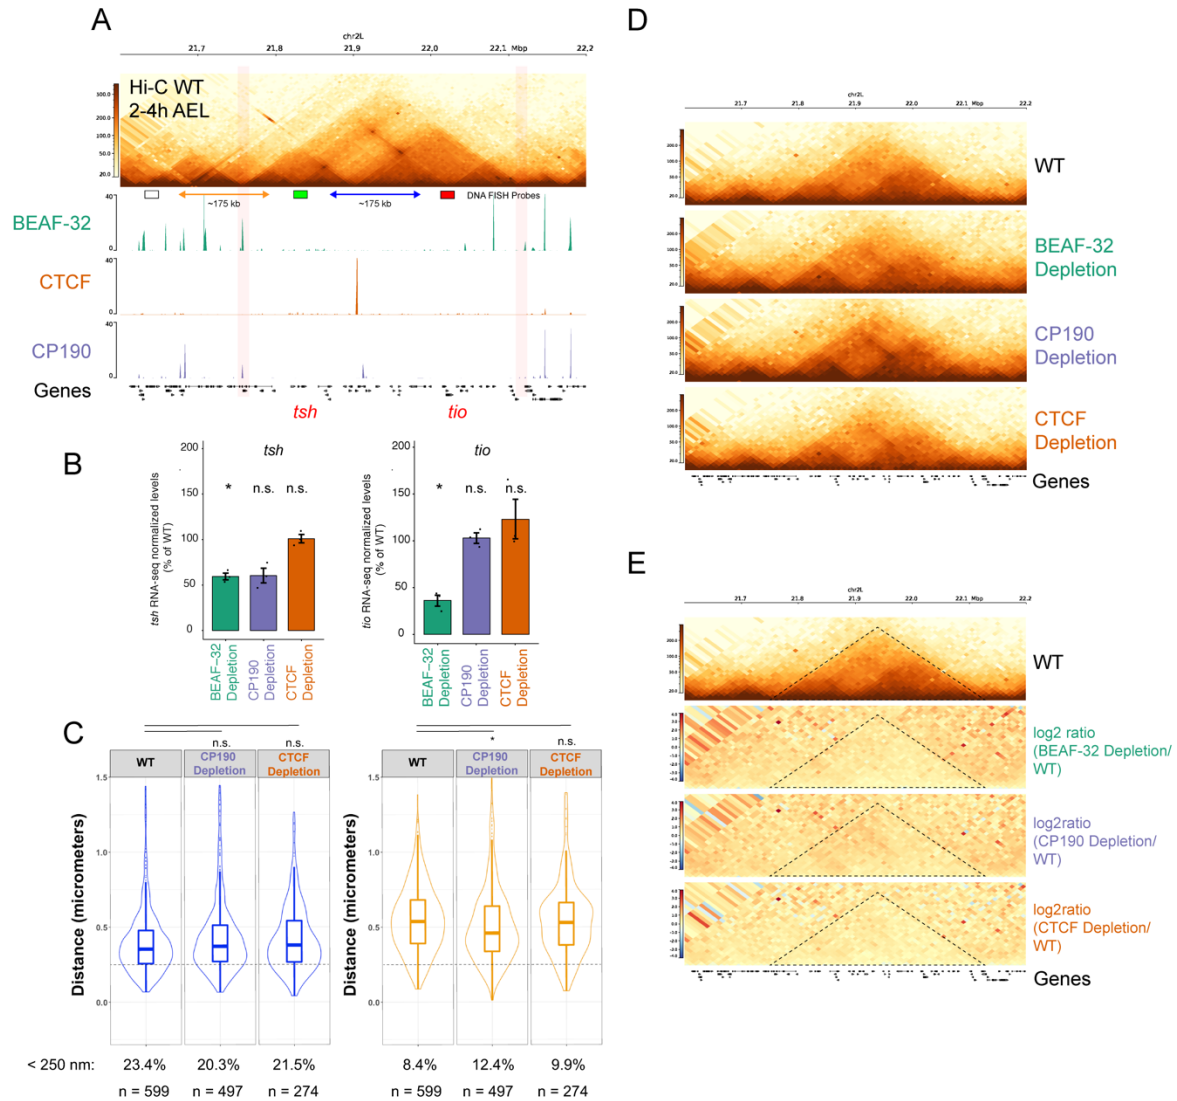 A
chr2L
21.7 21.8 21.9 22.0 22.1 Mbp 22.2
Hi-C WT
2-4h AEL
300.0
200.0
100.0
50.0
20.0
DNA FISH Probes
~175 kb ~175 kb
BEAF-32
40
0
CTCF
40
0
CP190
40
0
Genes
tsh tio
B
tsh
tsh RNA-seq normalized levels
(% of WT)
200
150
100
50
0
* n.s. n.s.
BEAF-32
Depletion
CP190
Depletion
CTCF
Depletion
tio
tio RNA-seq normalized levels
(% of WT)
200
150
100
50
0
* n.s. n.s.
BEAF-32
Depletion
CP190
Depletion
CTCF
Depletion
C
n.s. n.s.
WT
CP190
Depletion
CTCF
Depletion
Distance (micrometers)
1.5
1.0
0.5
0.0
* n.s.
WT
CP190
Depletion
CTCF
Depletion
Distance (micrometers)
1.5
1.0
0.5
0.0
< 250 nm: 23.4% 20.3% 21.5% 8.4% 12.4% 9.9%
n = 599 n = 497 n = 274 n = 599 n = 497 n = 274
D
chr2L
21.7 21.8 21.9 22.0 22.1 Mbp 22.2
WT
BEAF-32
Depletion
CP190
Depletion
CTCF
Depletion
Genes
E
chr2L
21.7 21.8 21.9 22.0 22.1 Mbp 22.2
WT
log2 ratio
(BEAF-32 Depletion/
WT)
log2ratio
(CP190 Depletion/
WT)
log2ratio
(CTCF Depletion/
WT)
Genes